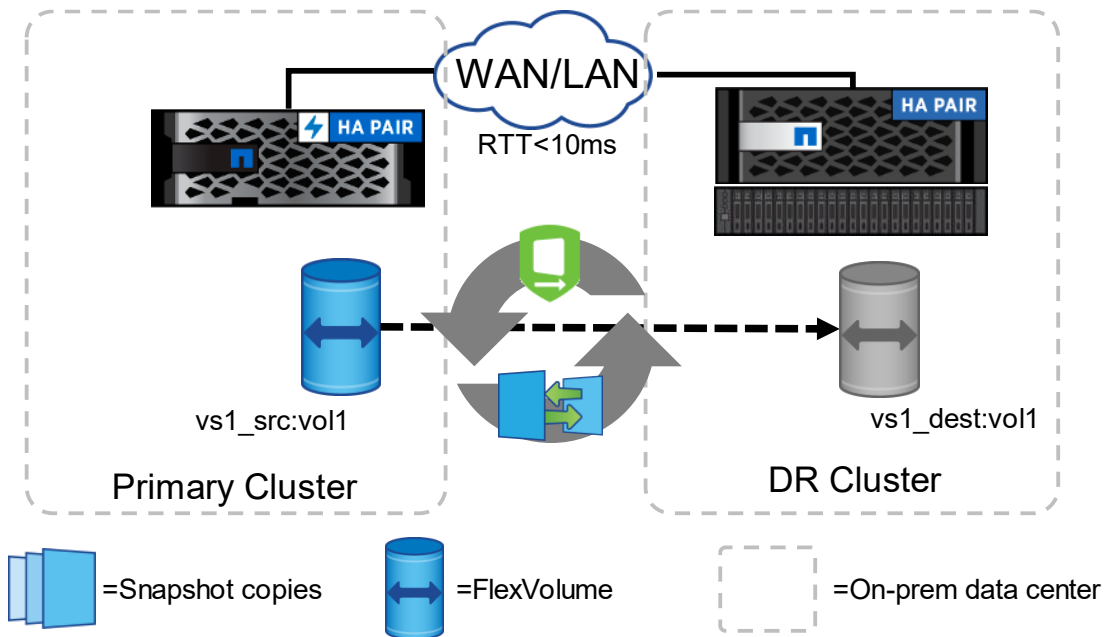 WAN/LAN
HA PAIR
HA PAIR
RTT<10ms
vs1_src:vol1
vs1_dest:vol1
Primary Cluster
DR Cluster
=Snapshot copies
=FlexVolume
=On-prem data center